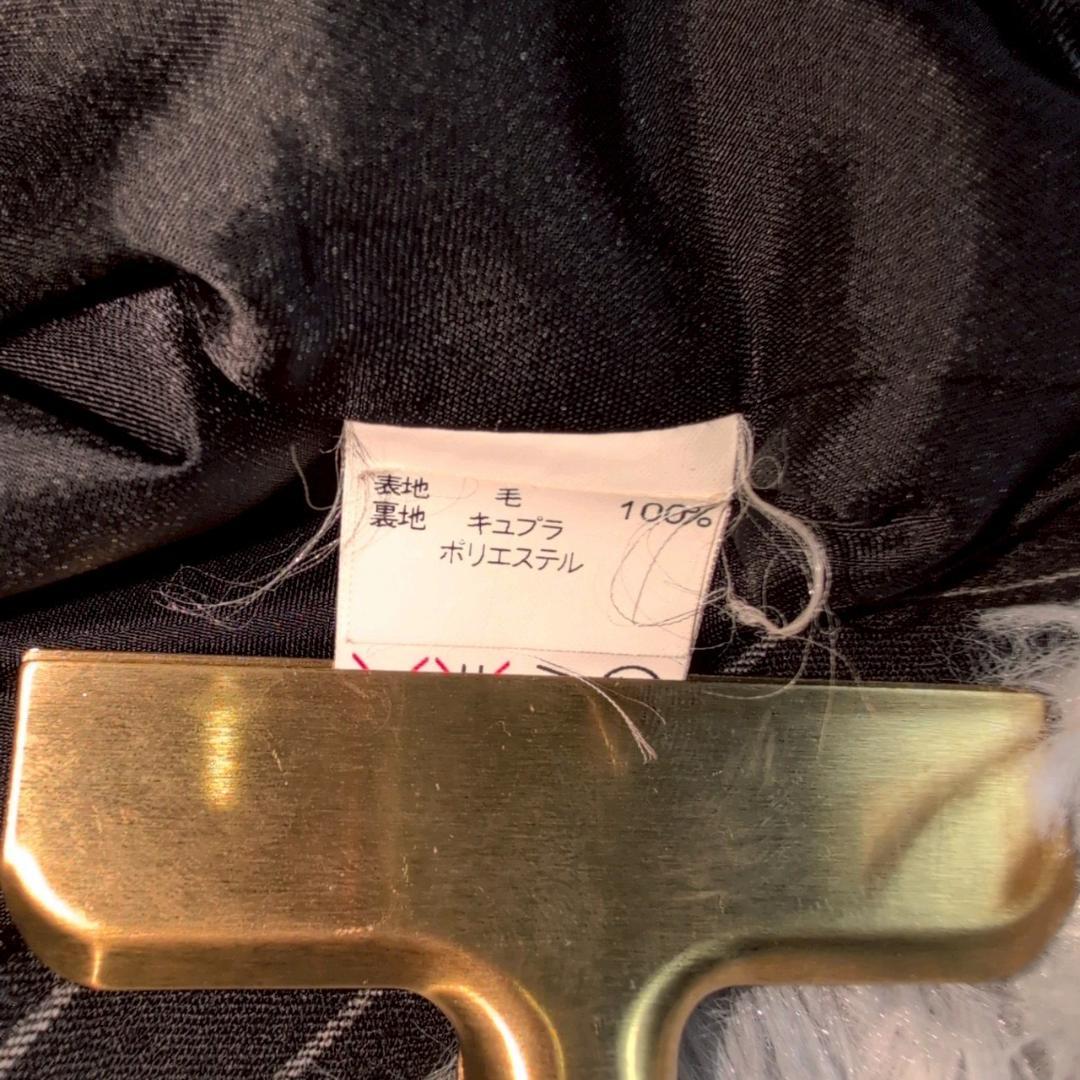 表地 毛 100%
裏地 キュプラ
ポリエステル